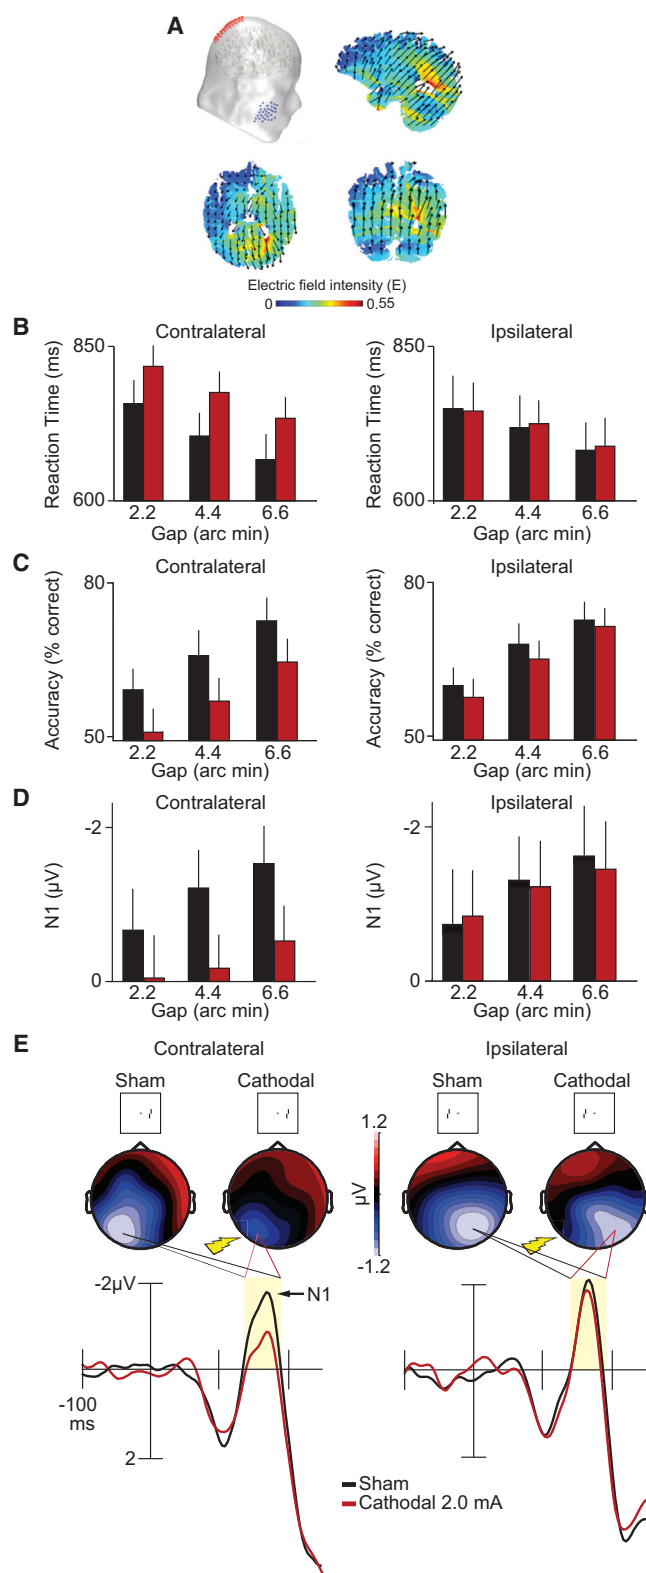 A
Electric field intensity (E)
0 0.55
B
Contralateral
Reaction Time (ms)
850
600
2.2 4.4 6.6
Gap (arc min)
Ipsilateral
Reaction Time (ms)
850
600
2.2 4.4 6.6
Gap (arc min)
C
Contralateral
Accuracy (% correct)
80
50
2.2 4.4 6.6
Gap (arc min)
Ipsilateral
Accuracy (% correct)
80
50
2.2 4.4 6.6
Gap (arc min)
D
Contralateral
N1 (µV)
-2
0
2.2 4.4 6.6
Gap (arc min)
Ipsilateral
N1 (µV)
-2
0
2.2 4.4 6.6
Gap (arc min)
E
Contralateral
Sham Cathodal
Ipsilateral
Sham Cathodal
1.2
µV
-1.2
-2µV
N1
-100
ms
2
Sham
Cathodal 2.0 mA